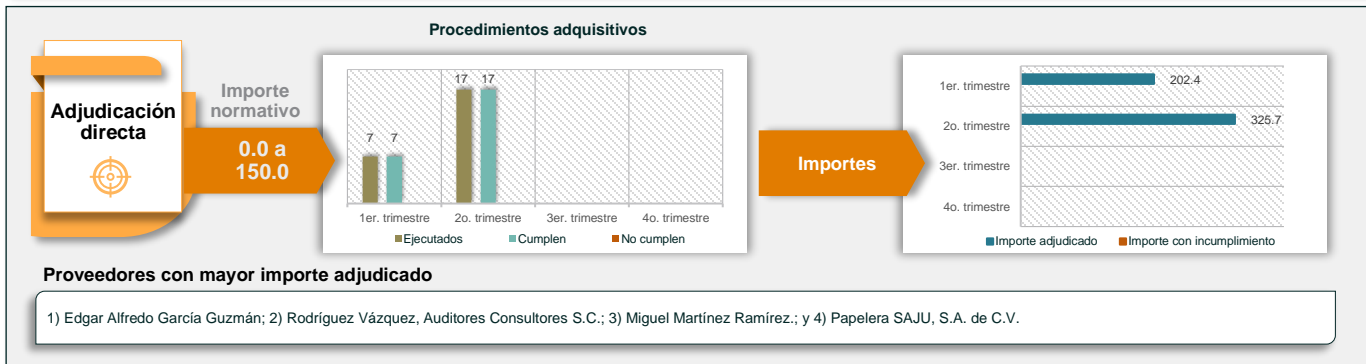 Procedimientos adquisitivos
Adjudicación
directa
Importe
normativo
0.0 a
150.0
7
7
17
17
1er. trimestre
2o. trimestre
3er. trimestre
4o. trimestre
Ejecutados
Cumplen
No cumplen
Importes
1er. trimestre
202.4
2o. trimestre
325.7
3er. trimestre
4o. trimestre
Importe adjudicado
Importe con incumplimiento
Proveedores con mayor importe adjudicado
1) Edgar Alfredo García Guzmán; 2) Rodríguez Vázquez, Auditores Consultores S.C.; 3) Miguel Martínez Ramírez.; y 4) Papelera SAJU, S.A. de C.V.